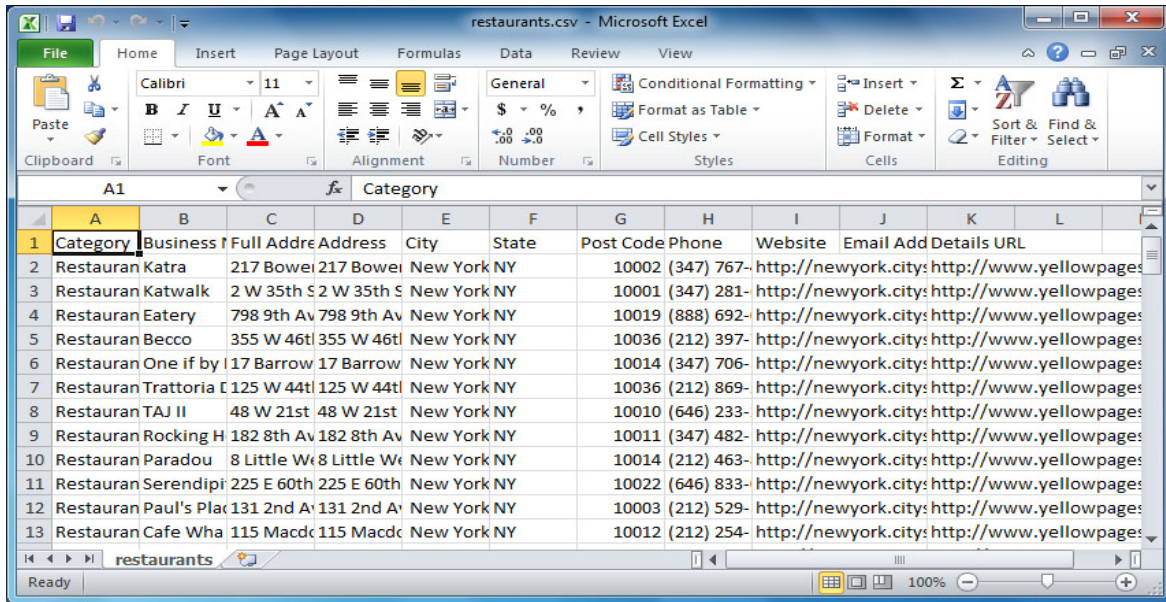 restaurants.csv - Microsoft Excel
File Home Insert Page Layout Formulas Data Review View
Calibri 11 General Conditional Formatting Insert Σ
B I U A A $ % , Format as Table Delete
Paste Sort & Find &
A Cell Styles Format Filter Select
Clipboard Font Alignment Number Styles Cells Editing
A1 fx Category
A B C D E F G H I J K L
1 Category Business Full Addre Address City State Post Code Phone Website Email Add Details URL
2 Restauran Katra 217 Bower 217 Bower New York NY 10002 (347) 767- http://newyork.citys http://www.yellowpages
3 Restauran Katwalk 2 W 35th S 2 W 35th S New York NY 10001 (347) 281- http://newyork.citys http://www.yellowpages
4 Restauran Eatery 798 9th Av 798 9th Av New York NY 10019 (888) 692- http://newyork.citys http://www.yellowpages
5 Restauran Becco 355 W 46tl 355 W 46tl New York NY 10036 (212) 397- http://newyork.citys http://www.yellowpages
6 Restauran One if by 17 Barrow 17 Barrow New York NY 10014 (347) 706- http://newyork.citys http://www.yellowpages
7 Restauran Trattoria D 125 W 44tl 125 W 44tl New York NY 10036 (212) 869- http://newyork.citys http://www.yellowpages
8 Restauran TAJ II 48 W 21st 48 W 21st New York NY 10010 (646) 233- http://newyork.citys http://www.yellowpages
9 Restauran Rocking H 182 8th Av 182 8th Av New York NY 10011 (347) 482- http://newyork.citys http://www.yellowpages
10 Restauran Paradou 8 Little We 8 Little We New York NY 10014 (212) 463- http://newyork.citys http://www.yellowpages
11 Restauran Serendipi 225 E 60th 225 E 60th New York NY 10022 (646) 833- http://newyork.citys http://www.yellowpages
12 Restauran Paul's Plac 131 2nd A 131 2nd A New York NY 10003 (212) 529- http://newyork.citys http://www.yellowpages
13 Restauran Cafe Wha 115 Macdo 115 Macdo New York NY 10012 (212) 254- http://newyork.citys http://www.yellowpages
restaurants
Ready 100%